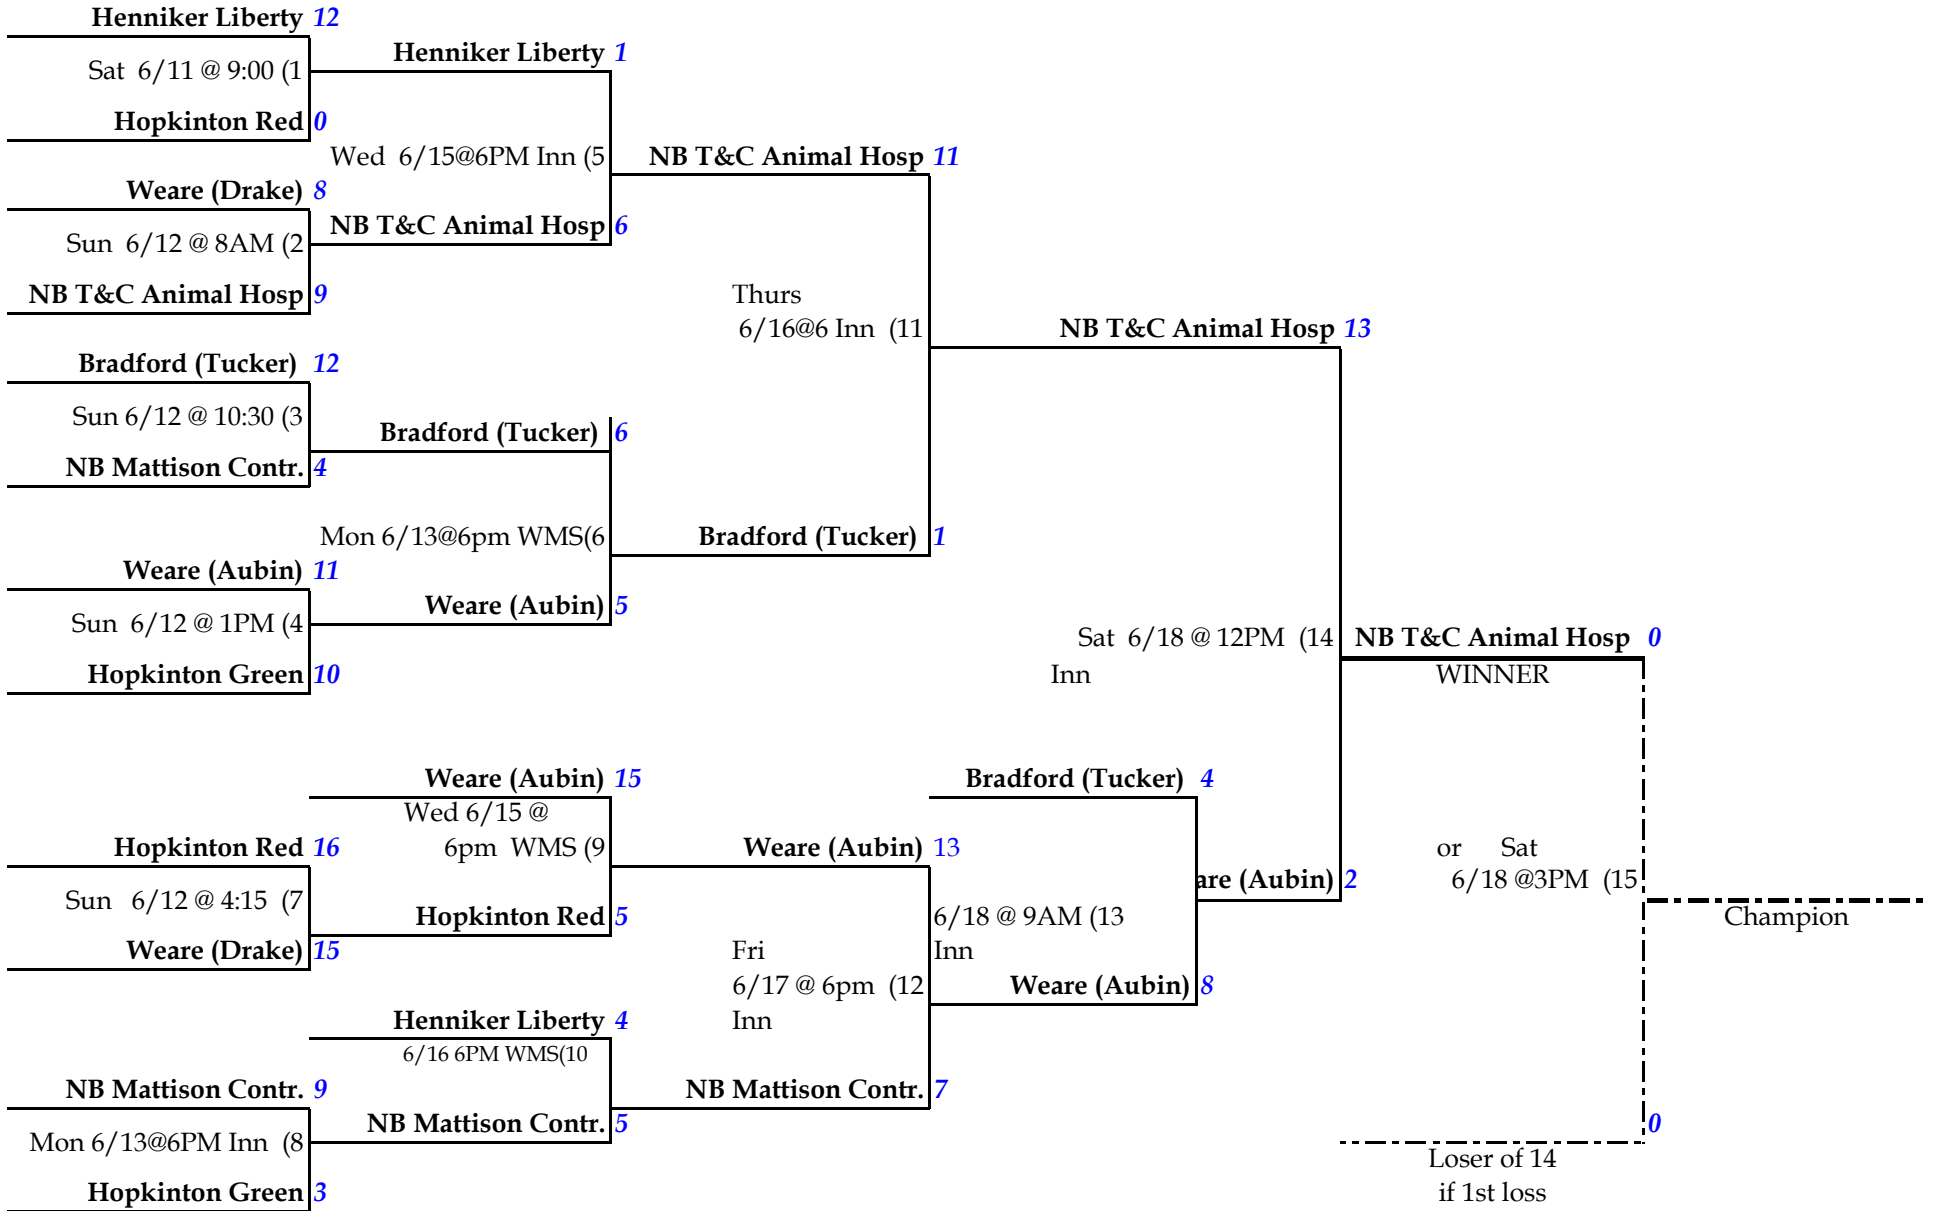 Henniker Liberty 12
Sat 6/11 @ 9:00 (1
Hopkinton Red 0
Weare (Drake) 8
Sun 6/12 @ 8AM (2
NB T&C Animal Hosp 9
Bradford (Tucker) 12
Sun 6/12 @ 10:30 (3
NB Mattison Contr. 4
Weare (Aubin) 11
Sun 6/12 @ 1PM (4
Hopkinton Green 10
Hopkinton Red 16
Sun 6/12 @ 4:15 (7
Weare (Drake) 15
NB Mattison Contr. 9
Mon 6/13@6PM Inn (8
Hopkinton Green 3
Henniker Liberty 1
Wed 6/15@6PM Inn (5
NB T&C Animal Hosp 6
Bradford (Tucker) 6
Mon 6/13@6pm WMS(6
Weare (Aubin) 5
Weare (Aubin) 15
Wed 6/15 @
6pm WMS (9
Hopkinton Red 5
Henniker Liberty 4
6/16 6PM WMS(10
NB Mattison Contr. 5
NB T&C Animal Hosp 11
Thurs
6/16@6 Inn (11
Bradford (Tucker) 1
Weare (Aubin) 13
Fri
6/17 @ 6pm (12
Inn
NB Mattison Contr. 7
Bradford (Tucker) 4
6/18 @ 9AM (13
Inn
Weare (Aubin) 8
NB T&C Animal Hosp 13
Sat 6/18 @ 12PM (14
Inn
are (Aubin) 2
NB T&C Animal Hosp 0
WINNER
or Sat
6/18 @3PM (15
0
Loser of 14
if 1st loss
Champion